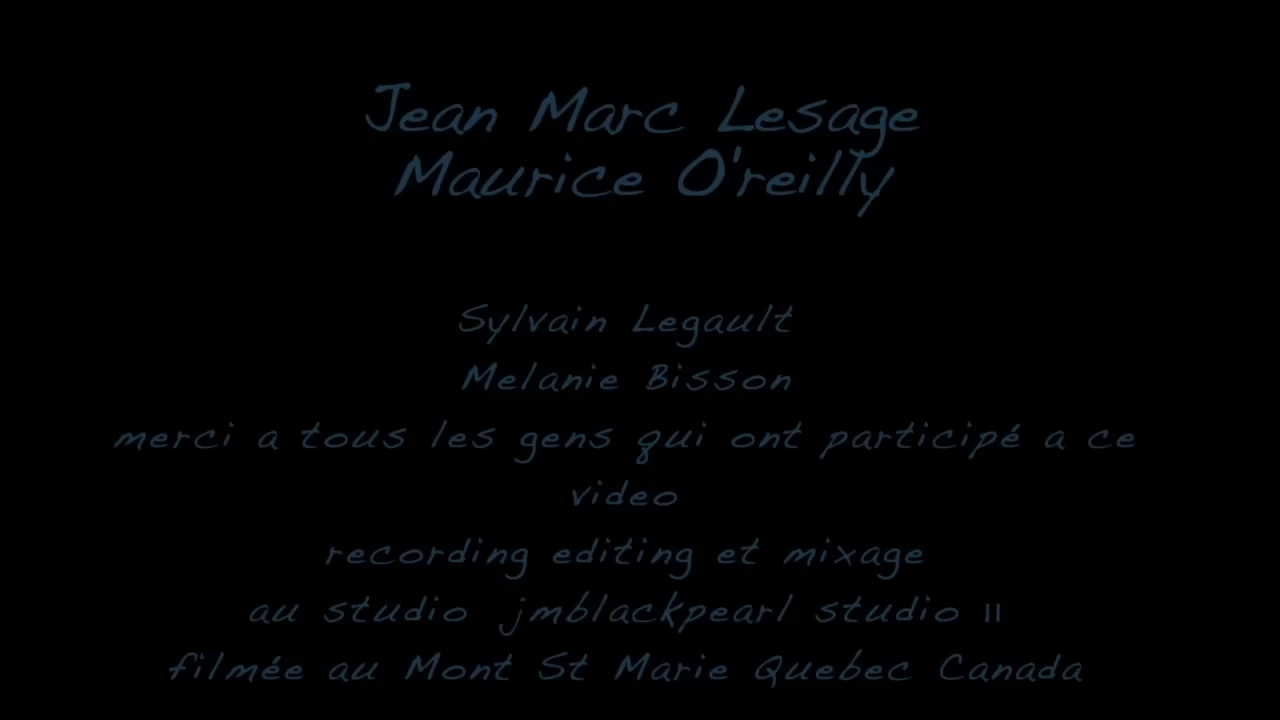 Jean Marc Lesage
Maurice O'reilly
Sylvain Legault
Melanie Bisson
merci a tous les gens qui ont participé a ce
video
recording editing et mixage
au studio jmblackpearl studio II
filmée au Mont St Marie Quebec Canada